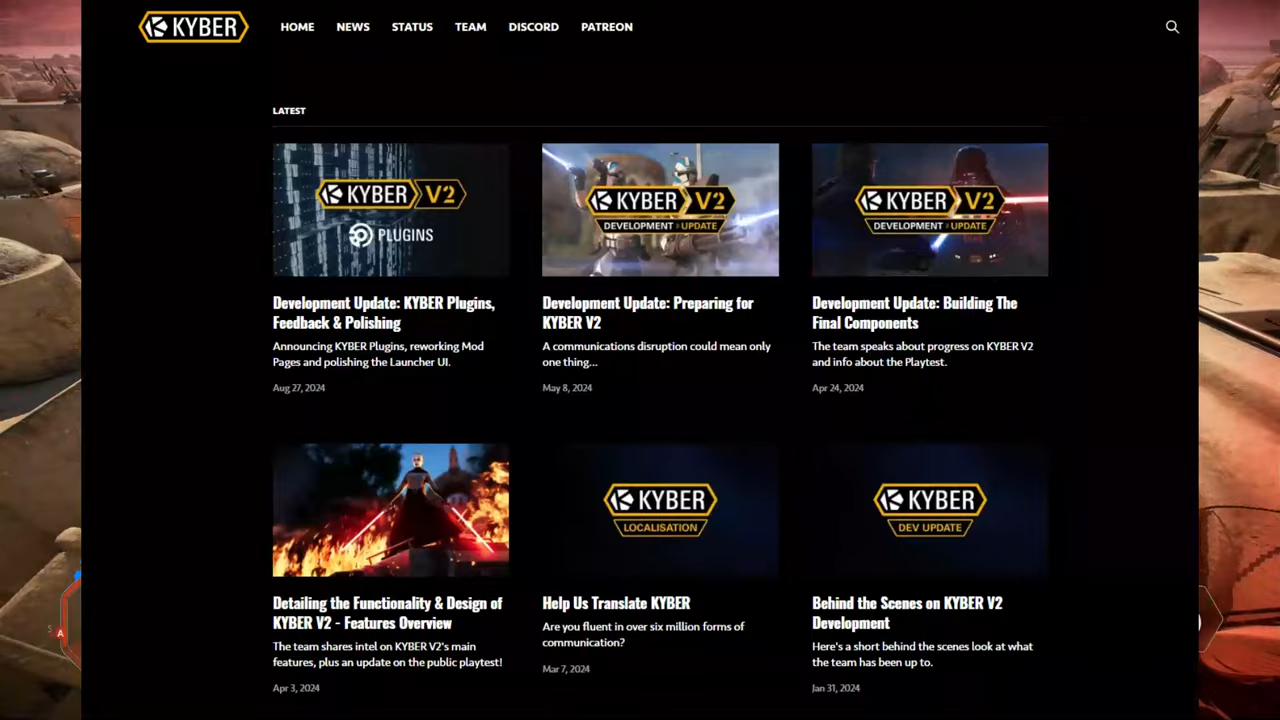 KYBER
HOME NEWS STATUS TEAM DISCORD PATREON
LATEST
KYBER V2
PLUGINS
KYBER V2
DEVELOPMENT UPDATE
KYBER V2
DEVELOPMENT UPDATE
Development Update: KYBER Plugins,
Feedback & Polishing
Announcing KYBER Plugins, reworking Mod
Pages and polishing the Launcher UI.
Aug 27, 2024
Development Update: Preparing for
KYBER V2
A communications disruption could mean only
one thing...
May 8, 2024
Development Update: Building The
Final Components
The team speaks about progress on KYBER V2
and info about the Playtest.
Apr 24, 2024
KYBER
LOCALISATION
KYBER
DEV UPDATE
Detailing the Functionality & Design of
KYBER V2 - Features Overview
The team shares intel on KYBER V2's main
features, plus an update on the public playtest!
Apr 3, 2024
Help Us Translate KYBER
Are you fluent in over six million forms of
communication?
Mar 7, 2024
Behind the Scenes on KYBER V2
Development
Here's a short behind the scenes look at what
the team has been up to.
Jan 31, 2024
A